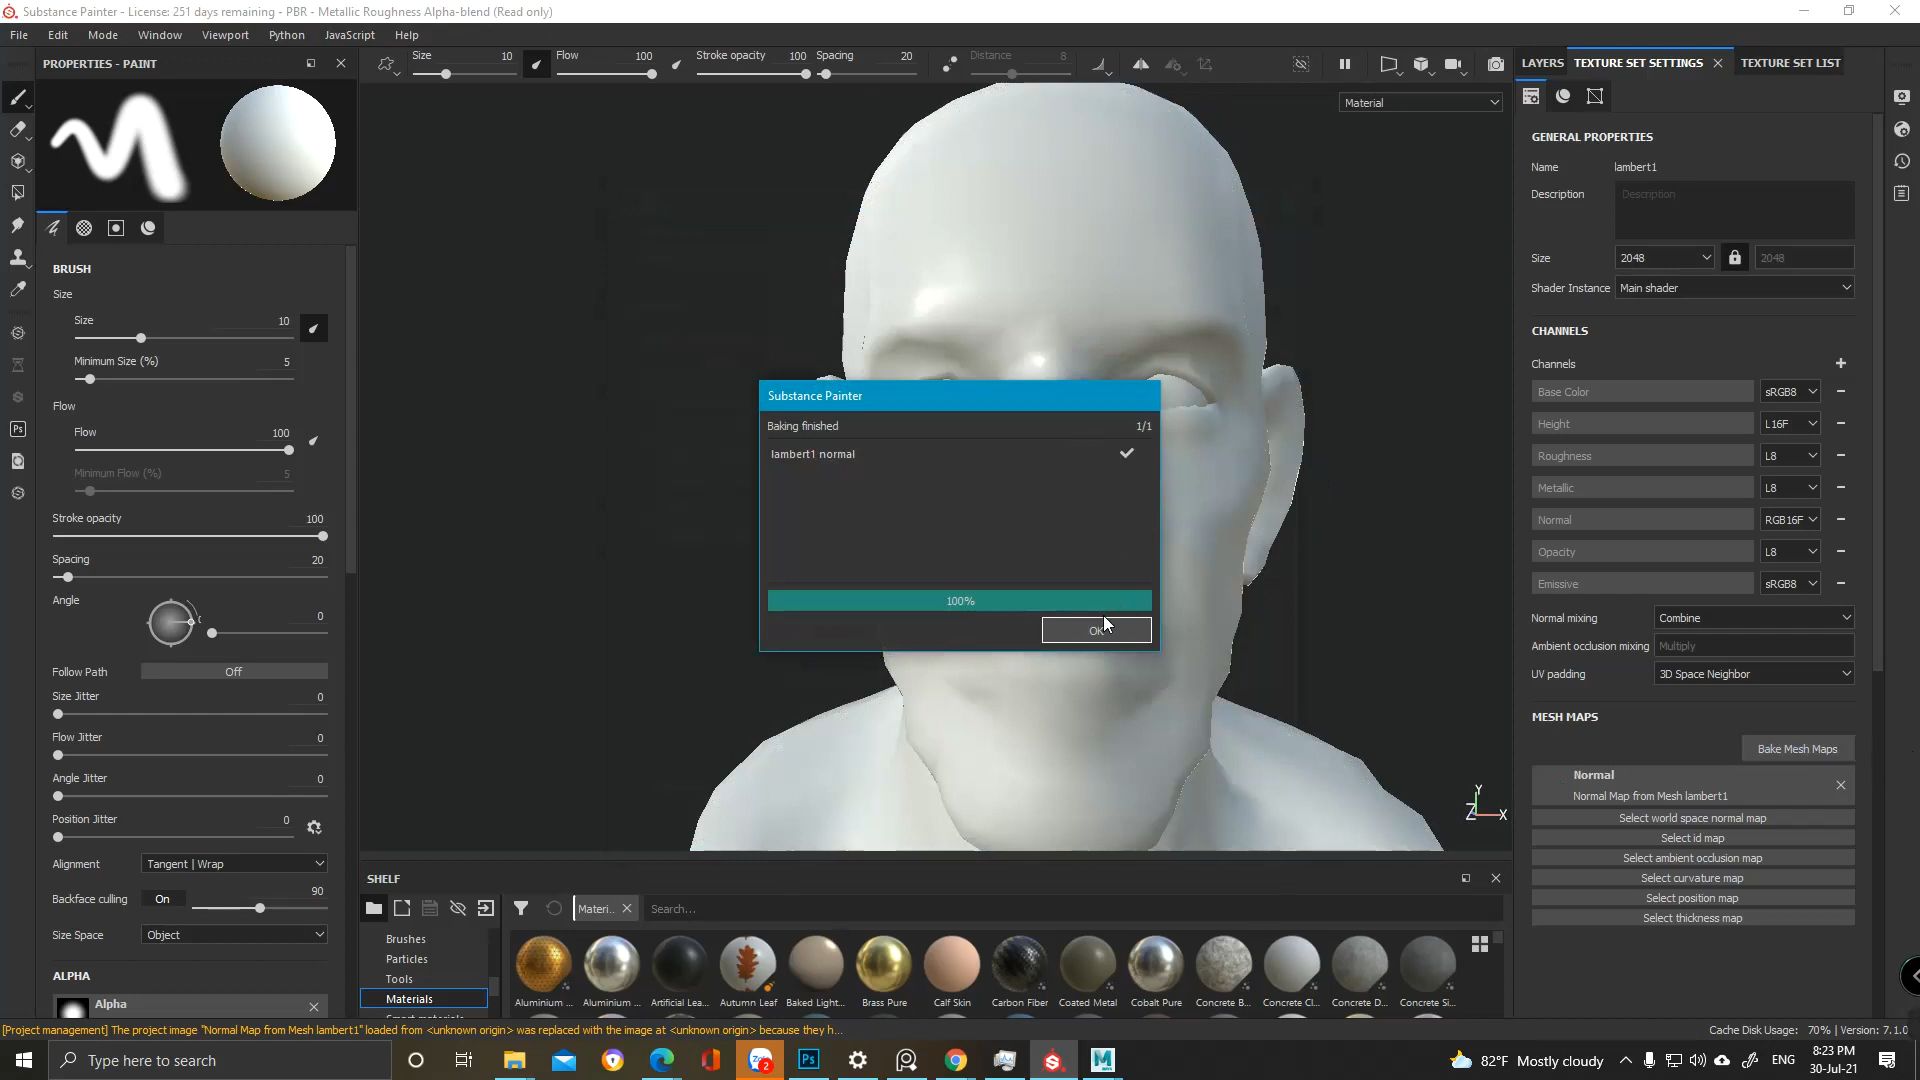 Substance Painter - License: 251 days remaining - PBR - Metallic Roughness Alpha-blend (Read only)
File Edit Mode Window Viewport Python JavaScript Help
PROPERTIES - PAINT
Size 10 Flow 100 Stroke opacity 100 Spacing 20 Distance 8
LAYERS TEXTURE SET SETTINGS TEXTURE SET LIST
Material
BRUSH
Size
Size 10
Minimum Size (%) 5
Flow
Flow 100
Minimum Flow (%) 5
Stroke opacity 100
Spacing 20
Angle 0
Follow Path Off
Size Jitter 0
Flow Jitter 0
Angle Jitter 0
Position Jitter 0
Alignment Tangent | Wrap
Backface culling On 90
Size Space Object
ALPHA
Alpha
Ps
Substance Painter
Baking finished 1/1
lambert1 normal
100%
OK
Y
Z X
GENERAL PROPERTIES
Name lambert1
Description Description
Size 2048 2048
Shader Instance Main shader
CHANNELS
Channels
Base Color sRGB8
Height L16F
Roughness L8
Metallic L8
Normal RGB16F
Opacity L8
Emissive sRGB8
Normal mixing Combine
Ambient occlusion mixing Multiply
UV padding 3D Space Neighbor
MESH MAPS
Bake Mesh Maps
Normal
Normal Map from Mesh lambert1
Select world space normal map
Select id map
Select ambient occlusion map
Select curvature map
Select position map
Select thickness map
SHELF
Materi.. Search...
Brushes
Particles
Tools
Materials
Smart materials
Aluminium ... Aluminium ... Artificial Lea... Autumn Leaf Baked Light... Brass Pure Calf Skin Carbon Fiber Coated Metal Cobalt Pure Concrete B... Concrete Cl... Concrete D... Concrete Si...
[Project management] The project image "Normal Map from Mesh lambert1" loaded from <unknown origin> was replaced with the image at <unknown origin> because they h...
Cache Disk Usage: 70% | Version: 7.1.0
Type here to search
2
Ps
82°F Mostly cloudy
ENG
8:23 PM
30-Jul-21